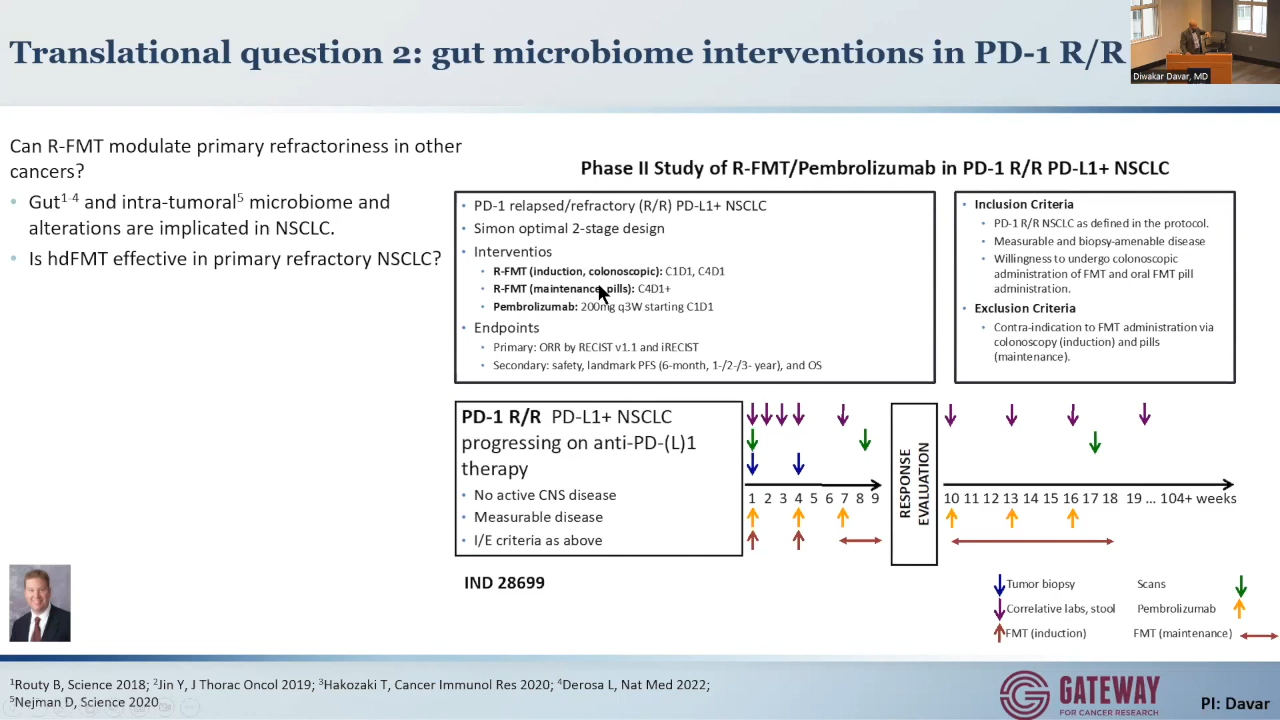 Translational question 2: gut microbiome interventions in PD-1 R/R
Diwakar Davar, MD
Can R-FMT modulate primary refractoriness in other
cancers?
• Gut1-4 and intra-tumoral5 microbiome and
alterations are implicated in NSCLC.
• Is hdFMT effective in primary refractory NSCLC?
Phase II Study of R-FMT/Pembrolizumab in PD-1 R/R PD-L1+ NSCLC
• PD-1 relapsed/refractory (R/R) PD-L1+ NSCLC
• Simon optimal 2-stage design
• Interventios
• R-FMT (induction, colonoscopic): C1D1, C4D1
• R-FMT (maintenance, pills): C4D1+
• Pembrolizumab: 200mg q3W starting C1D1
• Endpoints
• Primary: ORR by RECIST v1.1 and iRECIST
• Secondary: safety, landmark PFS (6-month, 1-/2-/3- year), and OS
• Inclusion Criteria
• PD-1 R/R NSCLC as defined in the protocol.
• Measurable and biopsy-amenable disease
• Willingness to undergo colonoscopic
administration of FMT and oral FMT pill
administration.
• Exclusion Criteria
• Contra-indication to FMT administration via
colonoscopy (induction) and pills
(maintenance).
PD-1 R/R PD-L1+ NSCLC
progressing on anti-PD-(L)1
therapy
• No active CNS disease
• Measurable disease
• I/E criteria as above
1 2 3 4 5 6 7 8 9
RESPONSE
EVALUATION
10 11 12 13 14 15 16 17 18 19 ... 104+ weeks
IND 28699
Tumor biopsy Scans
Correlative labs, stool Pembrolizumab
FMT (induction) FMT (maintenance)
1Routy B, Science 2018; 2Jin Y, J Thorac Oncol 2019; 3Hakozaki T, Cancer Immunol Res 2020; 4Derosa L, Nat Med 2022;
5Nejman D, Science 2020
GATEWAY
FOR CANCER RESEARCH
PI: Davar